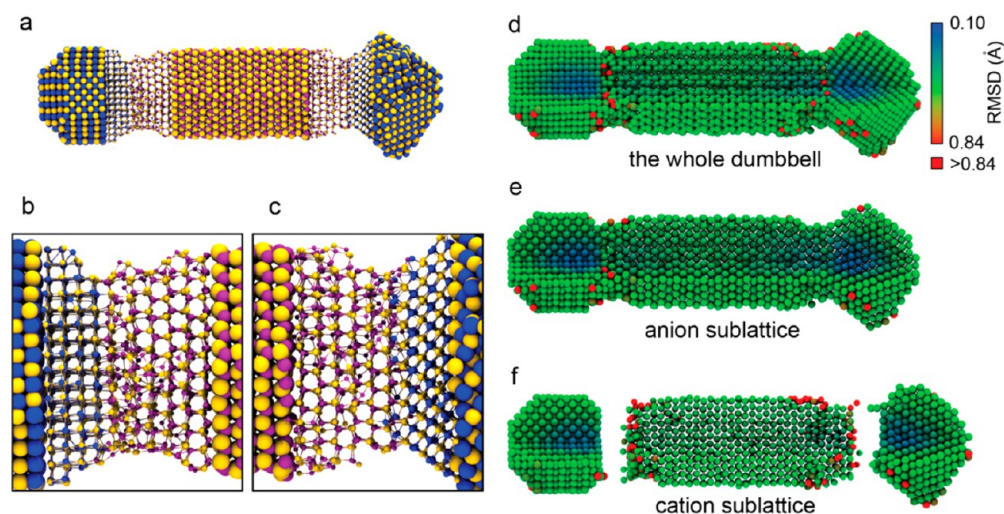 a
b
c
d
the whole dumbbell
0.10
RMSD (Å)
0.84
>0.84
e
anion sublattice
f
cation sublattice